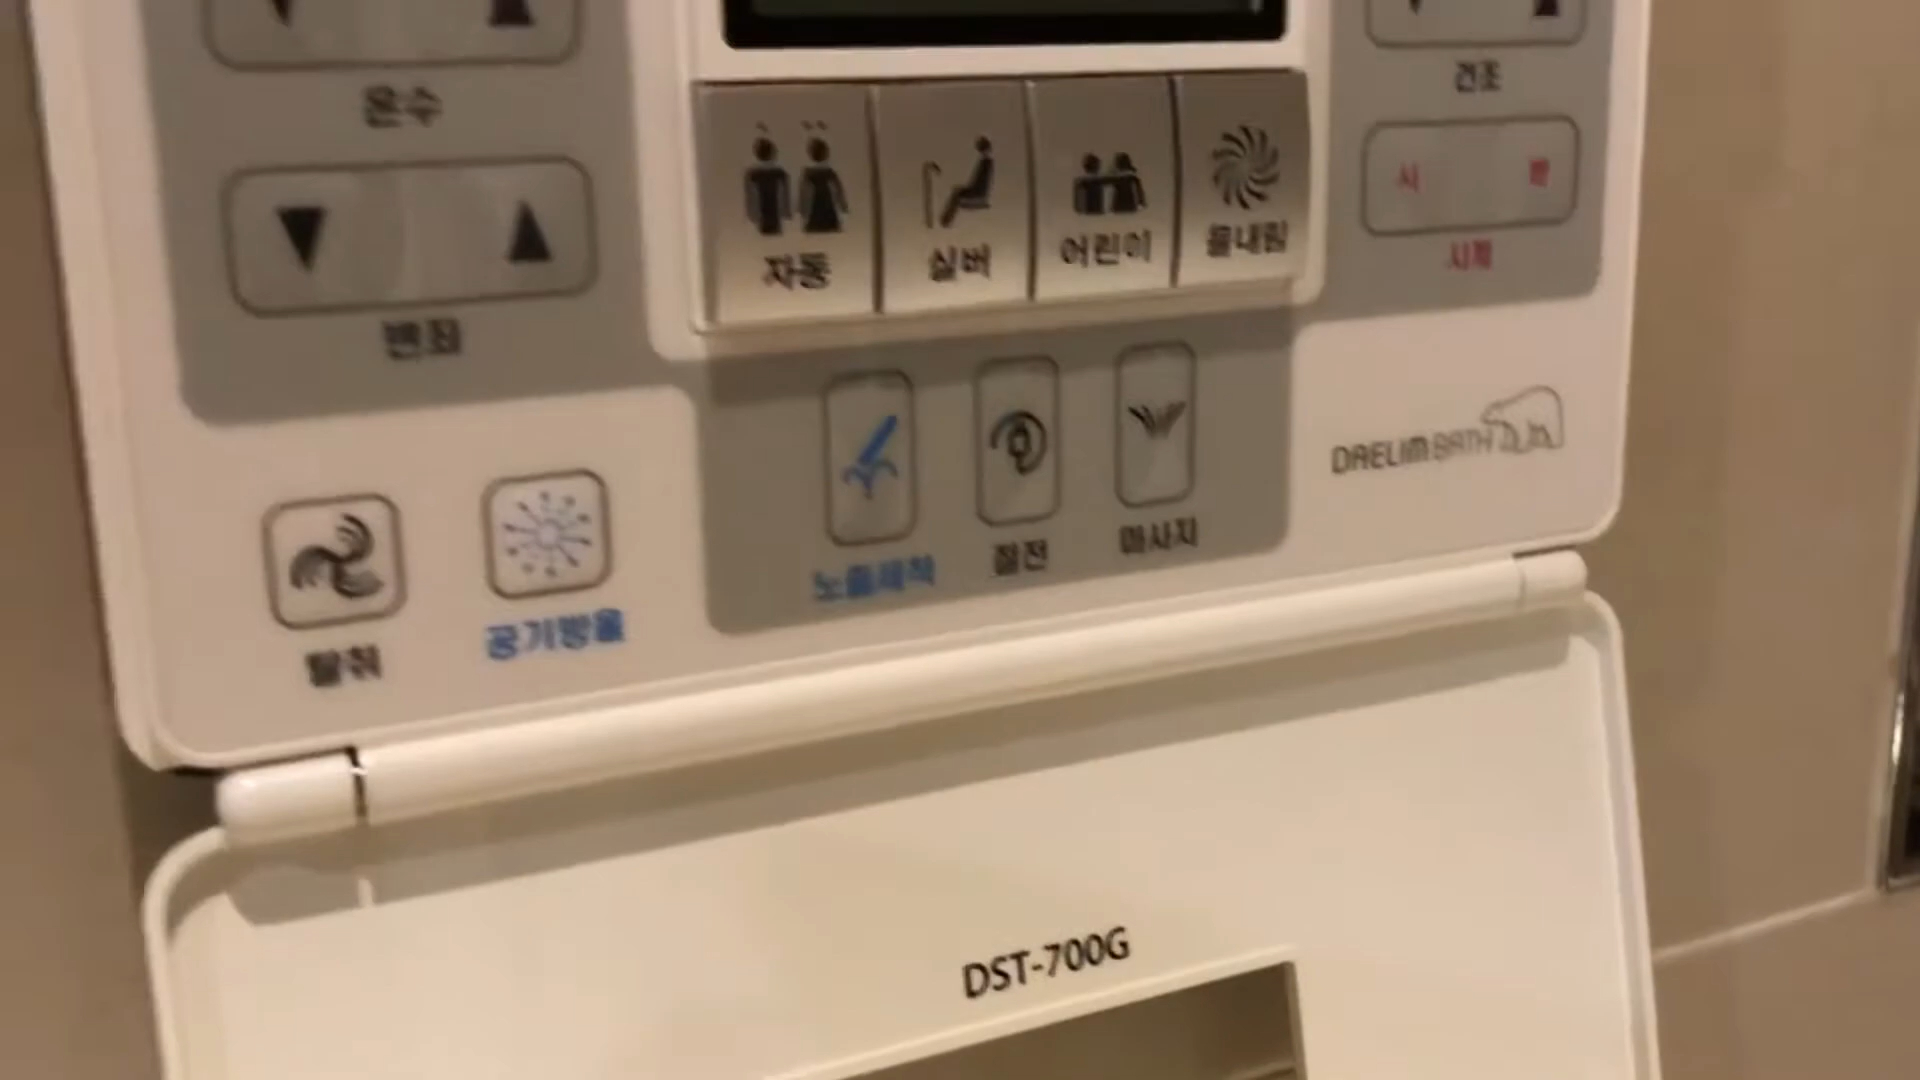 온수
건조
자동
실버
어린이
물내림
시
분
시계
변좌
노즐세척
절전
마사지
DAELIM BATH
탈취
공기방울
DST-700G